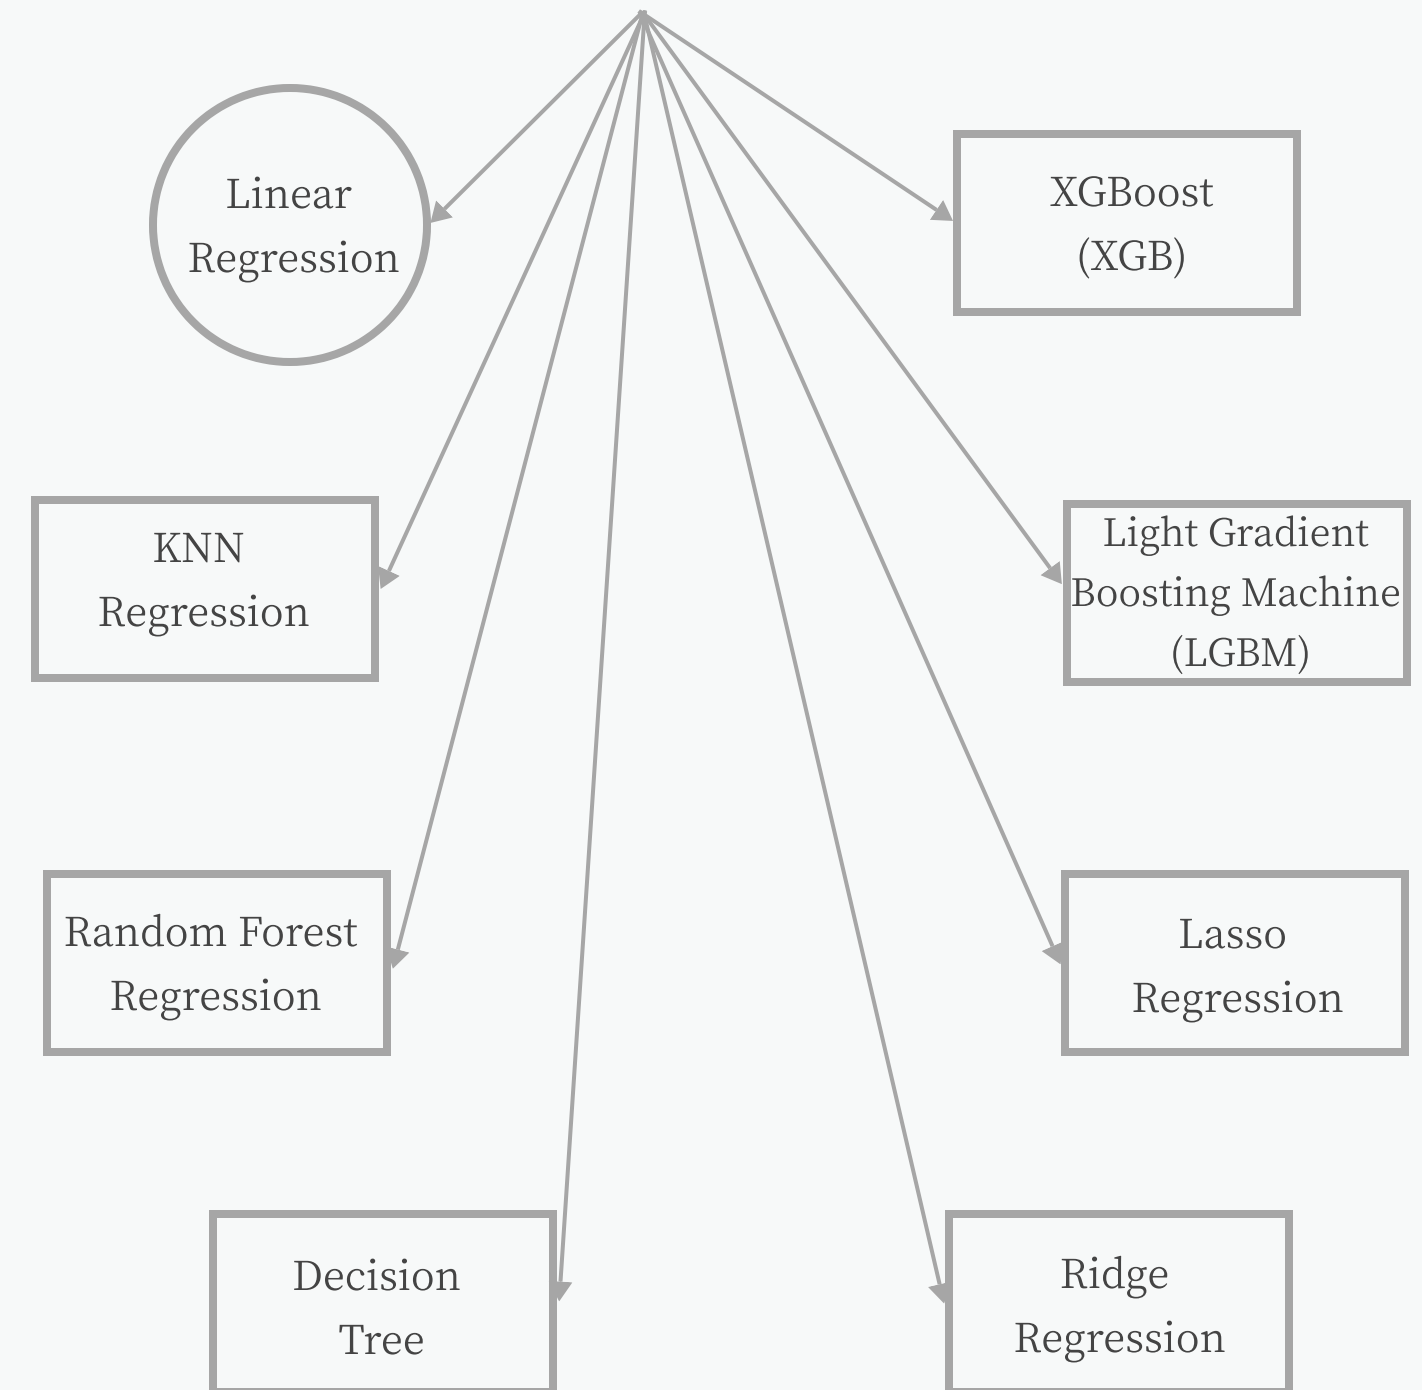 Linear
Regression
XGBoost
(XGB)
KNN
Regression
Light Gradient
Boosting Machine
(LGBM)
Random Forest
Regression
Lasso
Regression
Decision
Tree
Ridge
Regression